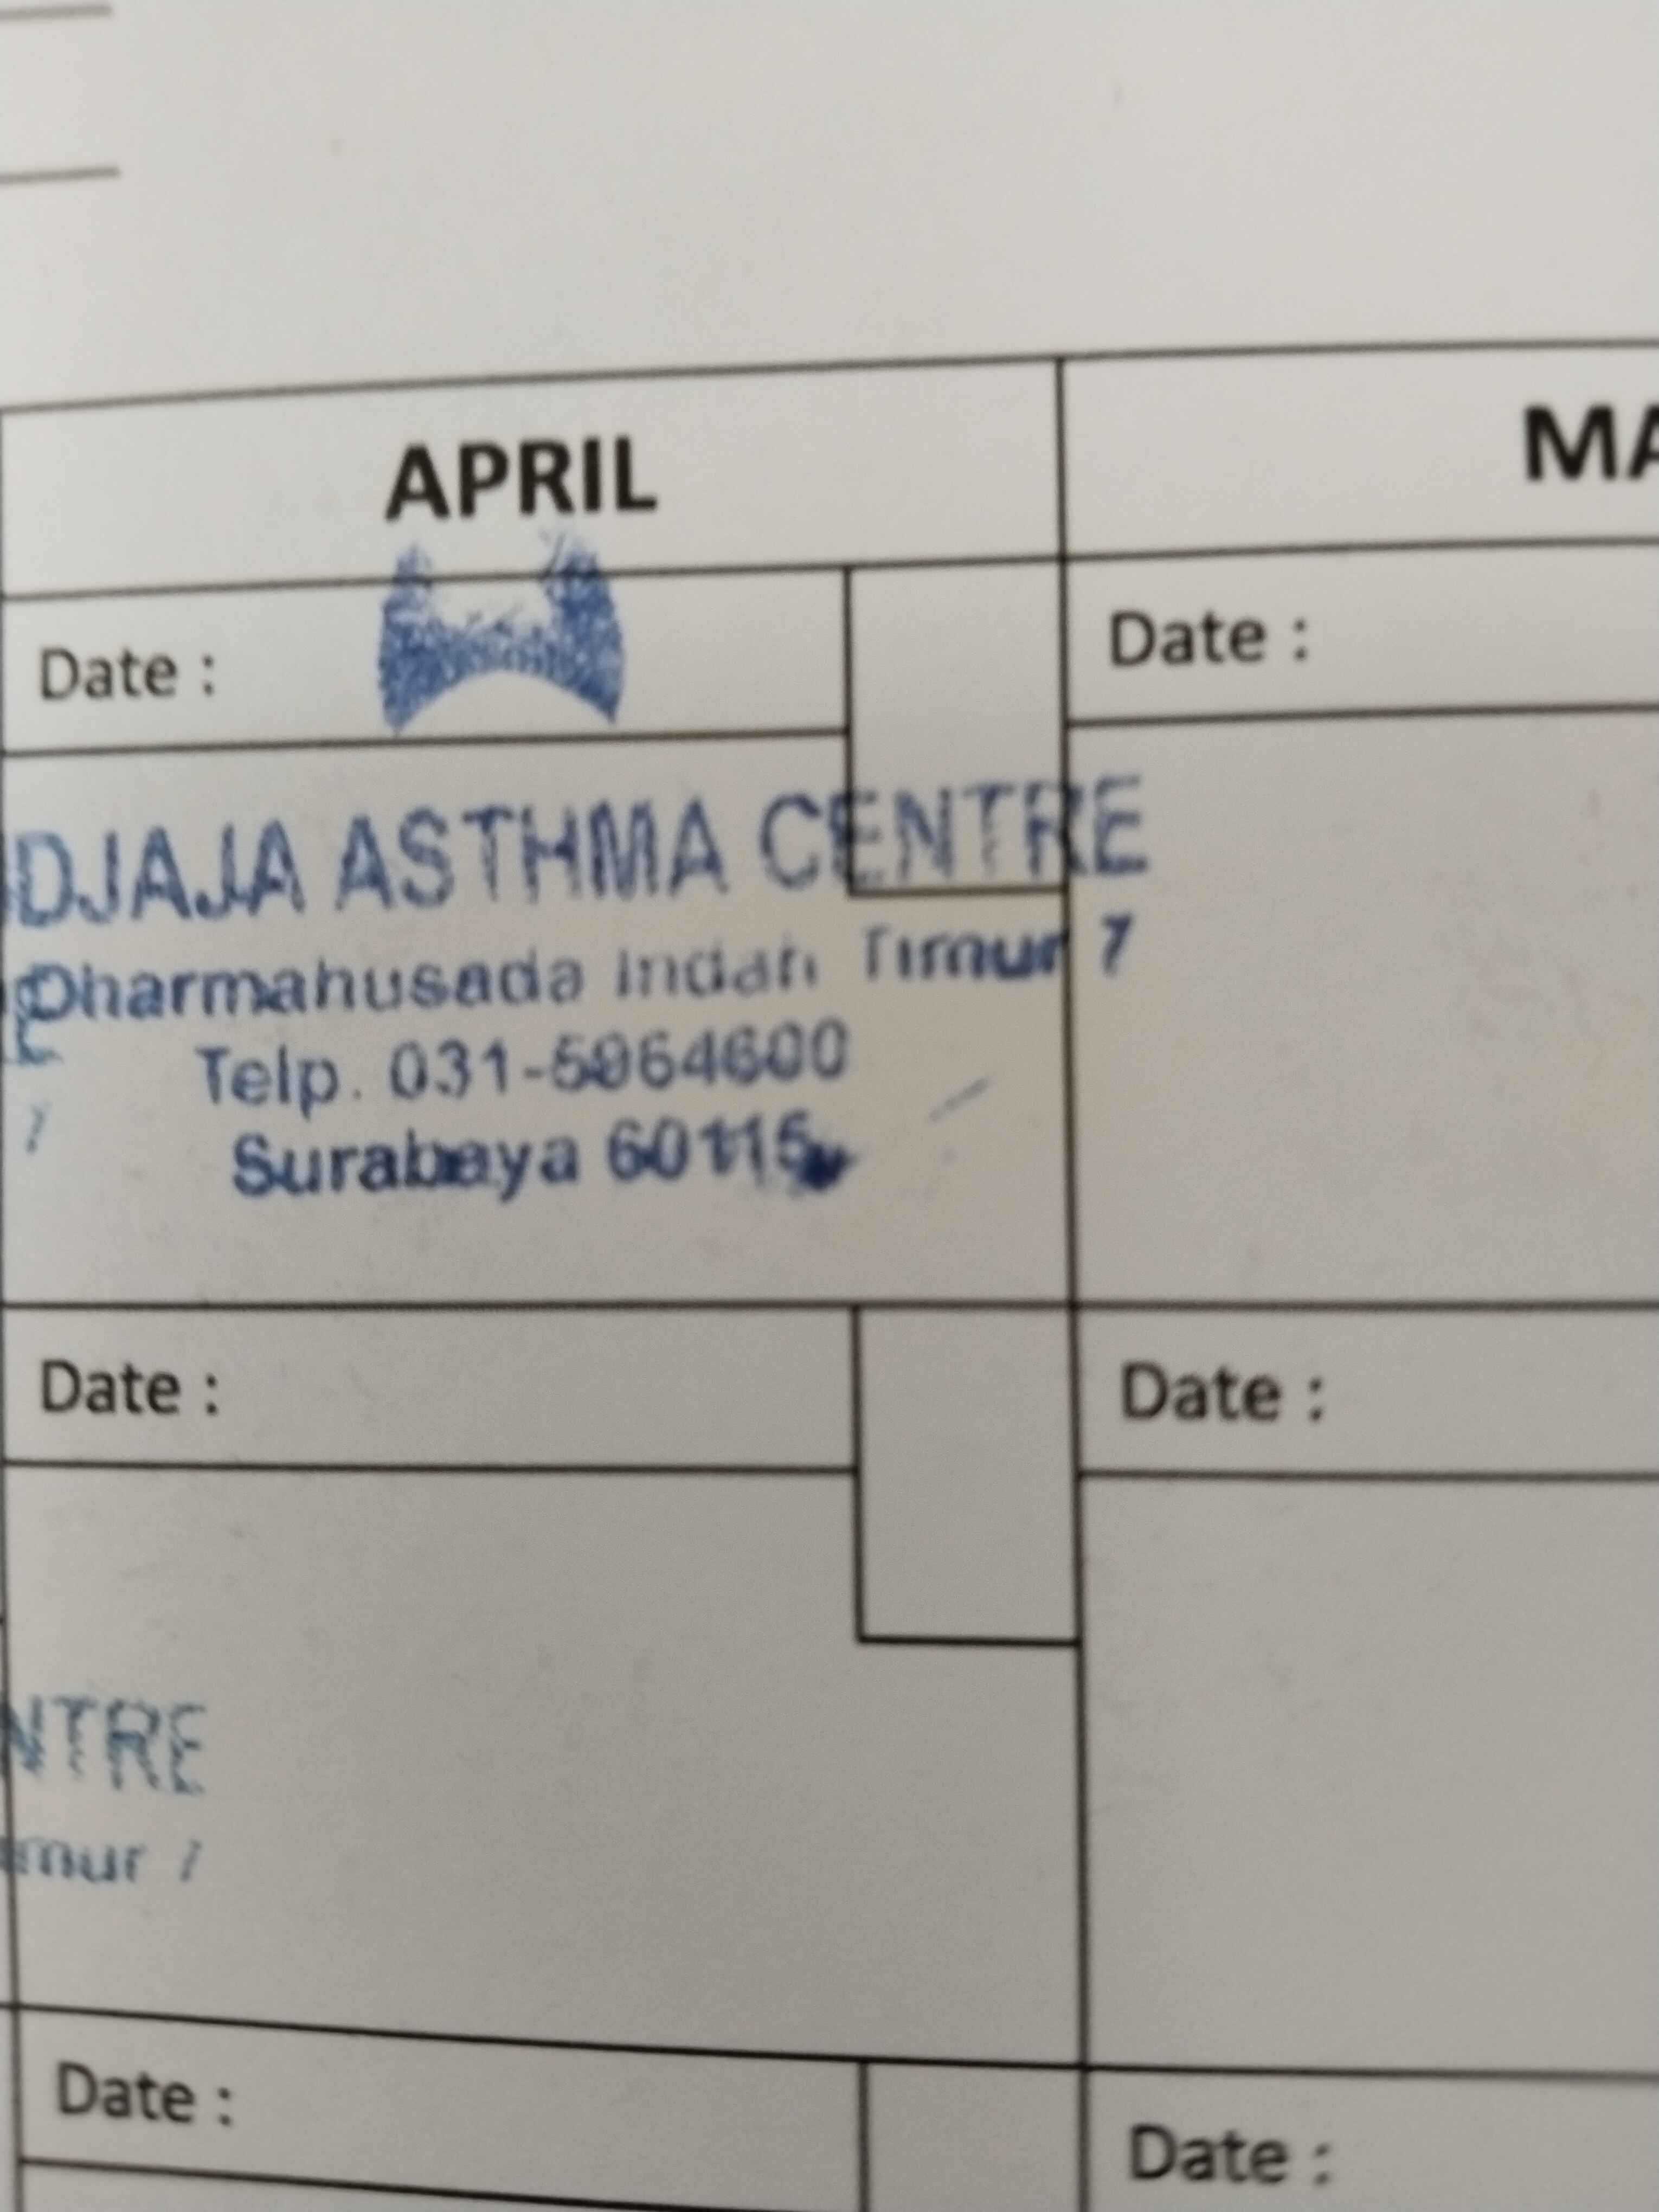 APRIL
MA
Date :
Date :
DJAJA ASTHMA CENTRE
Dharmahusada Indah Timur 7
Telp. 031-5964600
Surabaya 60115
Date :
Date :
NTRE
imur 7
Date :
Date :